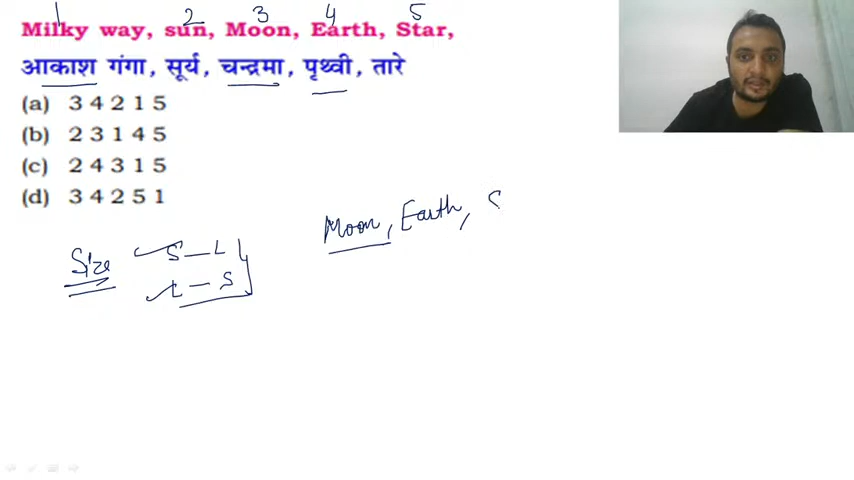 1 2 3 4 5
Milky way, sun, Moon, Earth, Star,
आकाश गंगा, सूर्य, चन्द्रमा, पृथ्वी, तारे
(a) 3 4 2 1 5
(b) 2 3 1 4 5
(c) 2 4 3 1 5
(d) 3 4 2 5 1
Moon, Earth, S
Size S — L
L — S